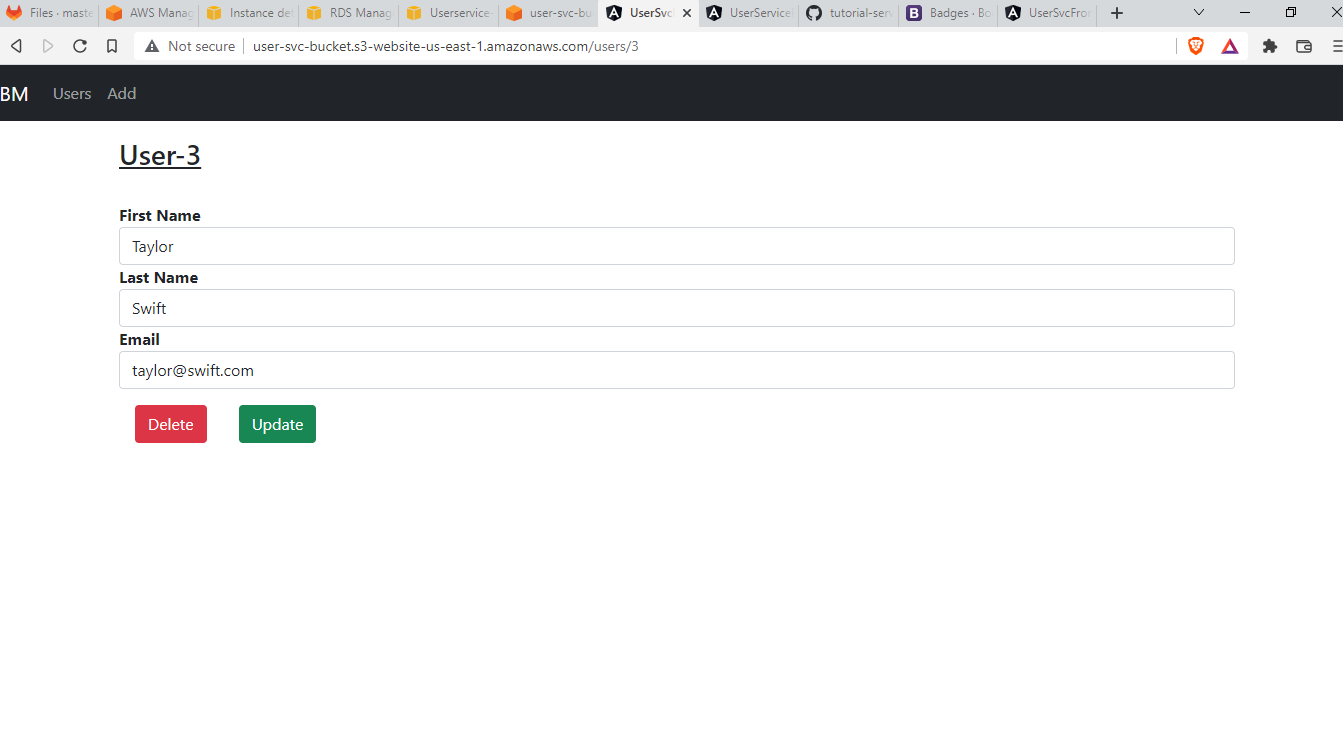 Files · maste AWS Manag Instance det RDS Manag Userservice- user-svc-bu UserSvcF UserService tutorial-serv Badges · Bo UserSvcFron
Not secure user-svc-bucket.s3-website-us-east-1.amazonaws.com/users/3
BM Users Add
User-3
First Name
Taylor
Last Name
Swift
Email
taylor@swift.com
Delete Update